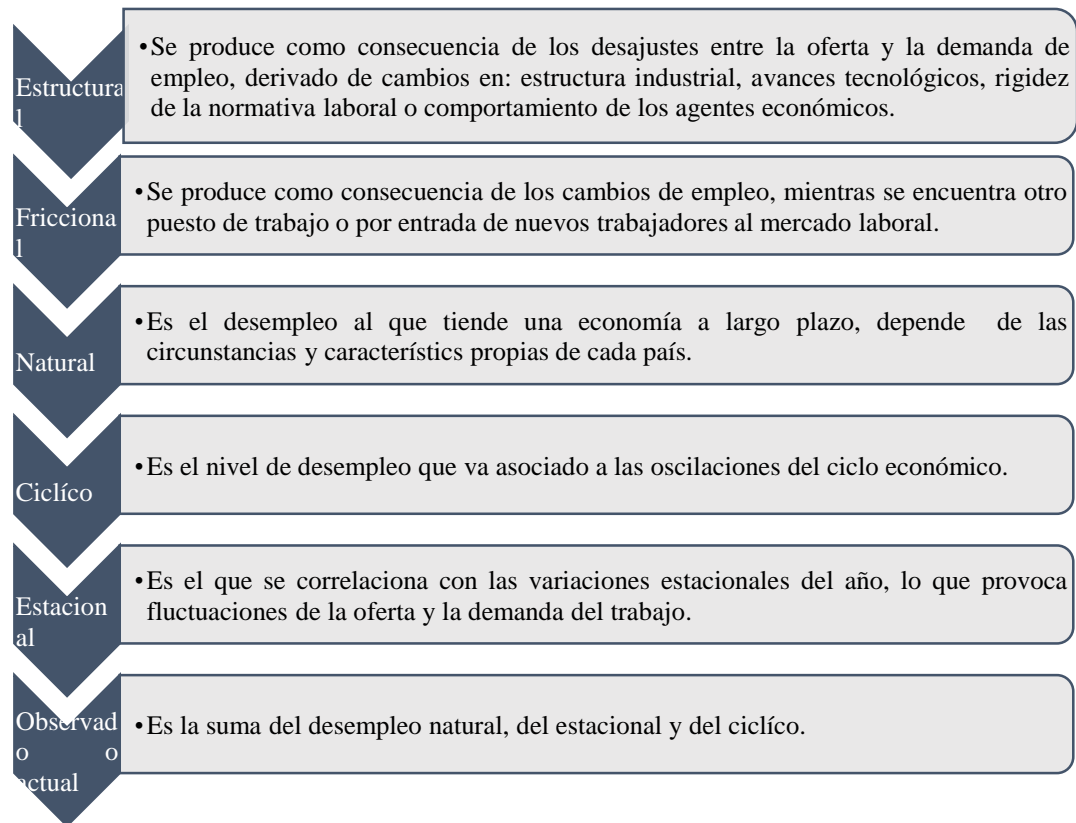 Estructura
l
•Se produce como consecuencia de los desajustes entre la oferta y la demanda de
empleo, derivado de cambios en: estructura industrial, avances tecnológicos, rigidez
de la normativa laboral o comportamiento de los agentes económicos.
Fricciona
l
•Se produce como consecuencia de los cambios de empleo, mientras se encuentra otro
puesto de trabajo o por entrada de nuevos trabajadores al mercado laboral.
Natural
•Es el desempleo al que tiende una economía a largo plazo, depende de las
circunstancias y característics propias de cada país.
Ciclíco
•Es el nivel de desempleo que va asociado a las oscilaciones del ciclo económico.
Estacion
al
•Es el que se correlaciona con las variaciones estacionales del año, lo que provoca
fluctuaciones de la oferta y la demanda del trabajo.
Observad
o o
actual
•Es la suma del desempleo natural, del estacional y del ciclíco.